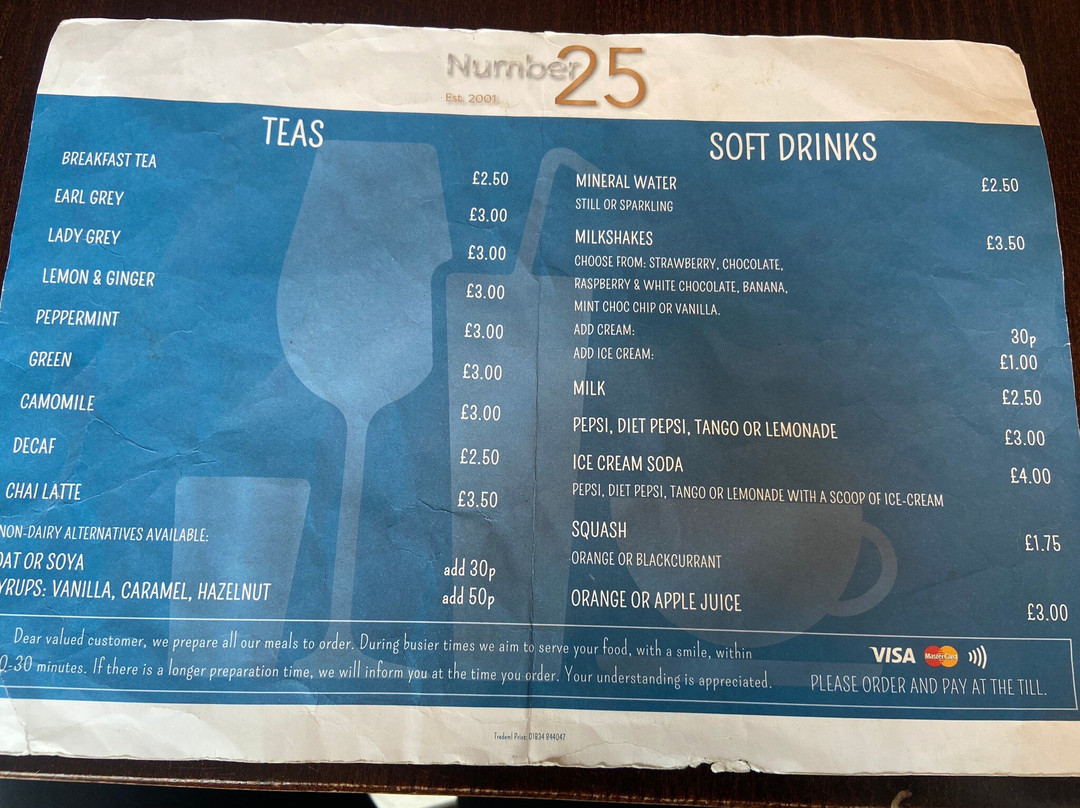 Number 25
Est. 2001
TEAS
BREAKFAST TEA £2.50
EARL GREY £3.00
LADY GREY £3.00
LEMON & GINGER £3.00
PEPPERMINT £3.00
GREEN £3.00
CAMOMILE £3.00
DECAF £2.50
CHAI LATTE £3.50
NON-DAIRY ALTERNATIVES AVAILABLE:
OAT OR SOYA add 30p
YRUPS: VANILLA, CARAMEL, HAZELNUT add 50p
SOFT DRINKS
MINERAL WATER £2.50
STILL OR SPARKLING
MILKSHAKES £3.50
CHOOSE FROM: STRAWBERRY, CHOCOLATE,
RASPBERRY & WHITE CHOCOLATE, BANANA,
MINT CHOC CHIP OR VANILLA.
ADD CREAM: 30p
ADD ICE CREAM: £1.00
MILK £2.50
PEPSI, DIET PEPSI, TANGO OR LEMONADE £3.00
ICE CREAM SODA £4.00
PEPSI, DIET PEPSI, TANGO OR LEMONADE WITH A SCOOP OF ICE-CREAM
SQUASH £1.75
ORANGE OR BLACKCURRANT
ORANGE OR APPLE JUICE £3.00
Dear valued customer, we prepare all our meals to order. During busier times we aim to serve your food, with a smile, within
0-30 minutes. If there is a longer preparation time, we will inform you at the time you order. Your understanding is appreciated.
VISA MasterCard
PLEASE ORDER AND PAY AT THE TILL.
01834 844047